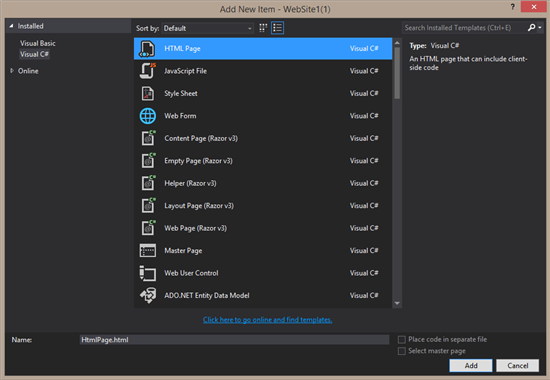 Add New Item - WebSite1(1)
Installed
Sort by: Default
Search Installed Templates (Ctrl+E)
Visual Basic
Visual C#
Online
HTML Page Visual C#
JavaScript File Visual C#
Style Sheet Visual C#
Web Form Visual C#
Content Page (Razor v3) Visual C#
Empty Page (Razor v3) Visual C#
Helper (Razor v3) Visual C#
Layout Page (Razor v3) Visual C#
Web Page (Razor v3) Visual C#
Master Page Visual C#
Web User Control Visual C#
ADO.NET Entity Data Model Visual C#
Type: Visual C#
An HTML page that can include client-
side code
Click here to go online and find templates.
Name: HtmlPage.html
Place code in separate file
Select master page
Add Cancel